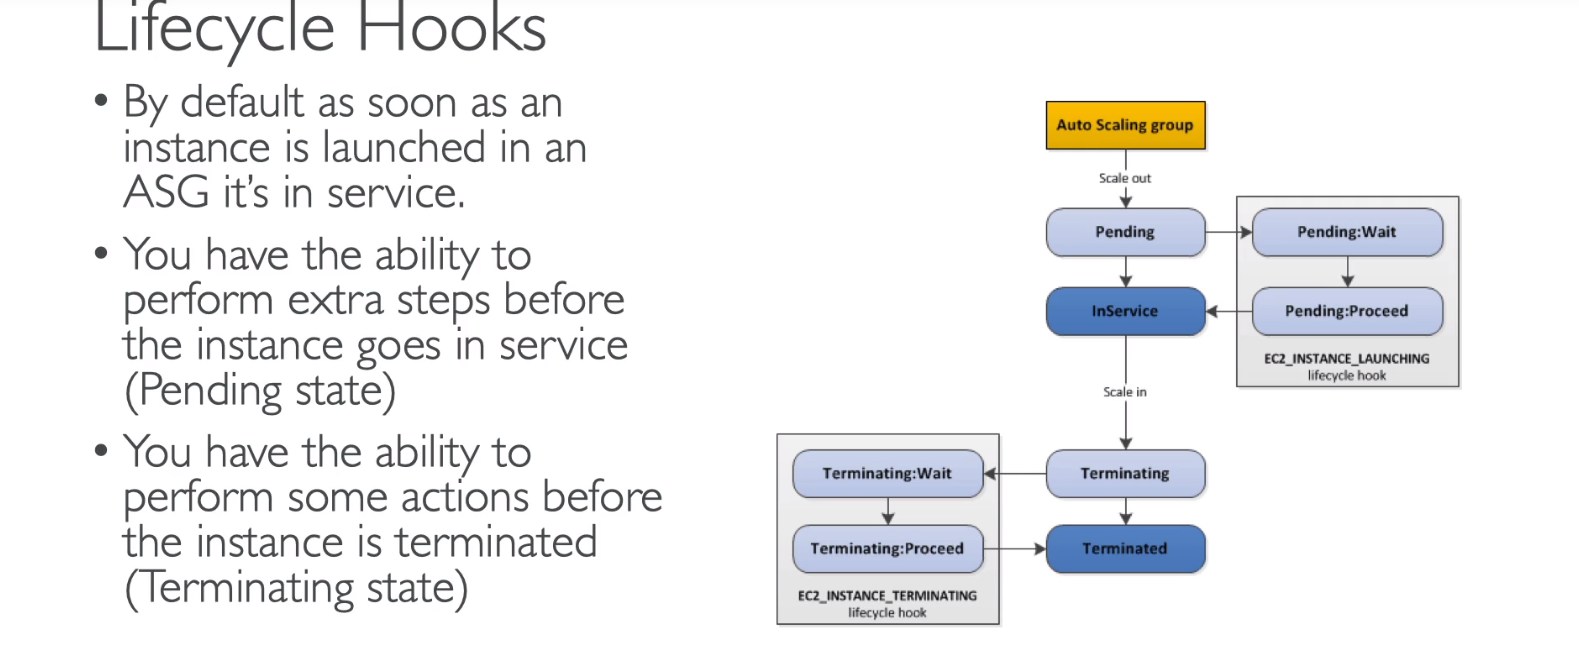 Lifecycle Hooks
• By default as soon as an
instance is launched in an
ASG it's in service.
• You have the ability to
perform extra steps before
the instance goes in service
(Pending state)
• You have the ability to
perform some actions before
the instance is terminated
(Terminating state)
Auto Scaling group
Scale out
Pending
Pending:Wait
InService
Pending:Proceed
EC2_INSTANCE_LAUNCHING
lifecycle hook
Scale in
Terminating:Wait
Terminating
Terminating:Proceed
Terminated
EC2_INSTANCE_TERMINATING
lifecycle hook